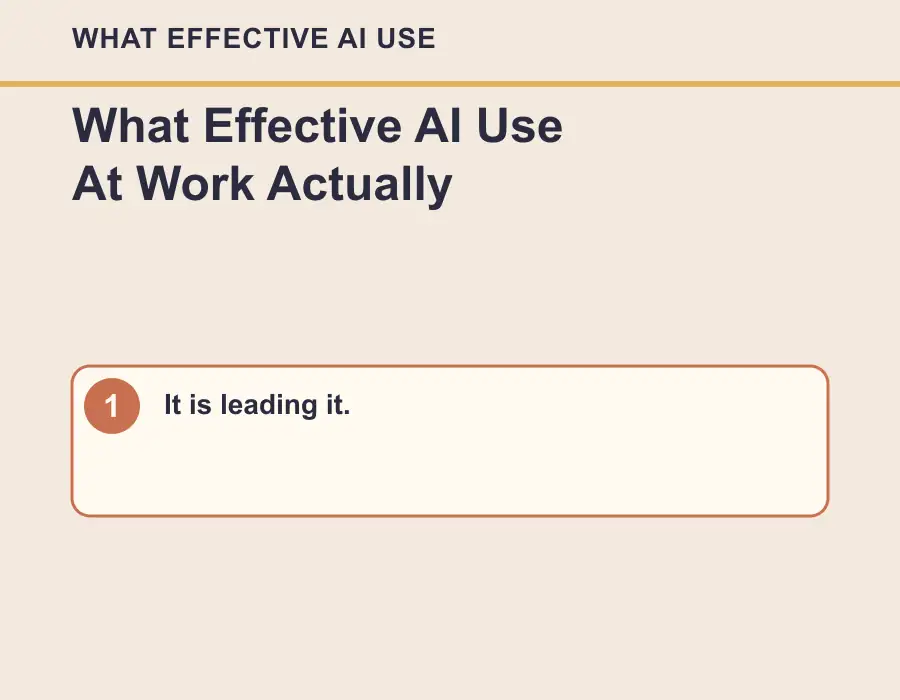 WHAT EFFECTIVE AI USE
What Effective AI Use
At Work Actually
1 It is leading it.